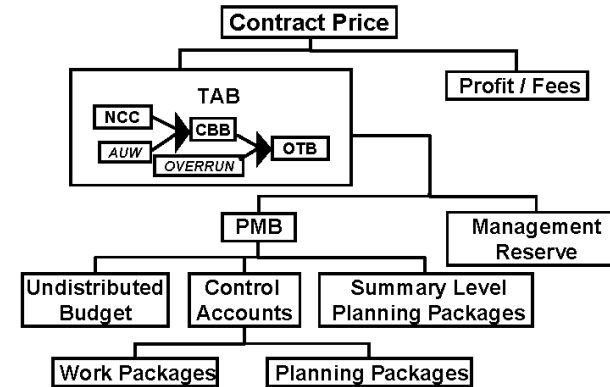 Contract Price
TAB
Profit / Fees
NCC
CBB
AUW
OTB
OVERRUN
PMB
Management
Reserve
Undistributed
Budget
Control
Accounts
Summary Level
Planning Packages
Work Packages
Planning Packages